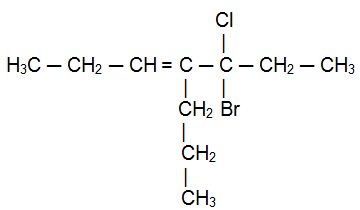 Cl
H₃C – CH₂ – CH = C – C – CH₂ – CH₃
CH₂ Br
CH₂
CH₃